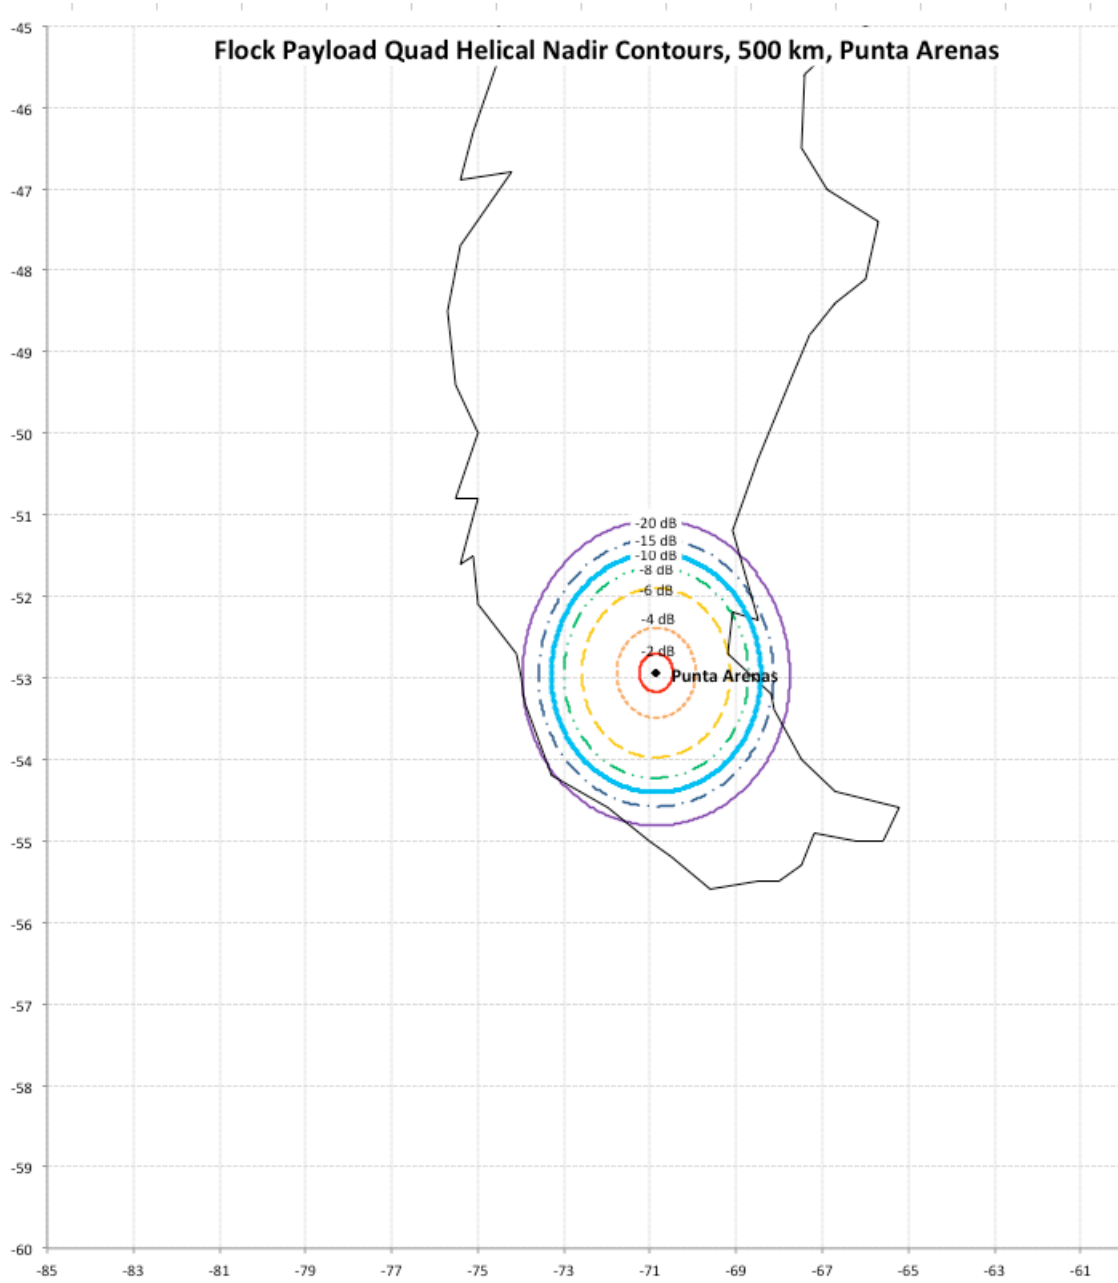 Flock Payload Quad Helical Nadir Contours, 500 km, Punta Arenas
-45
-46
-47
-48
-49
-50
-51
-52
-53
-54
-55
-56
-57
-58
-59
-60
-20 dB
-15 dB
-10 dB
-8 dB
-6 dB
-4 dB
-2 dB
Punta Arenas
-85 -83 -81 -79 -77 -75 -73 -71 -69 -67 -65 -63 -61